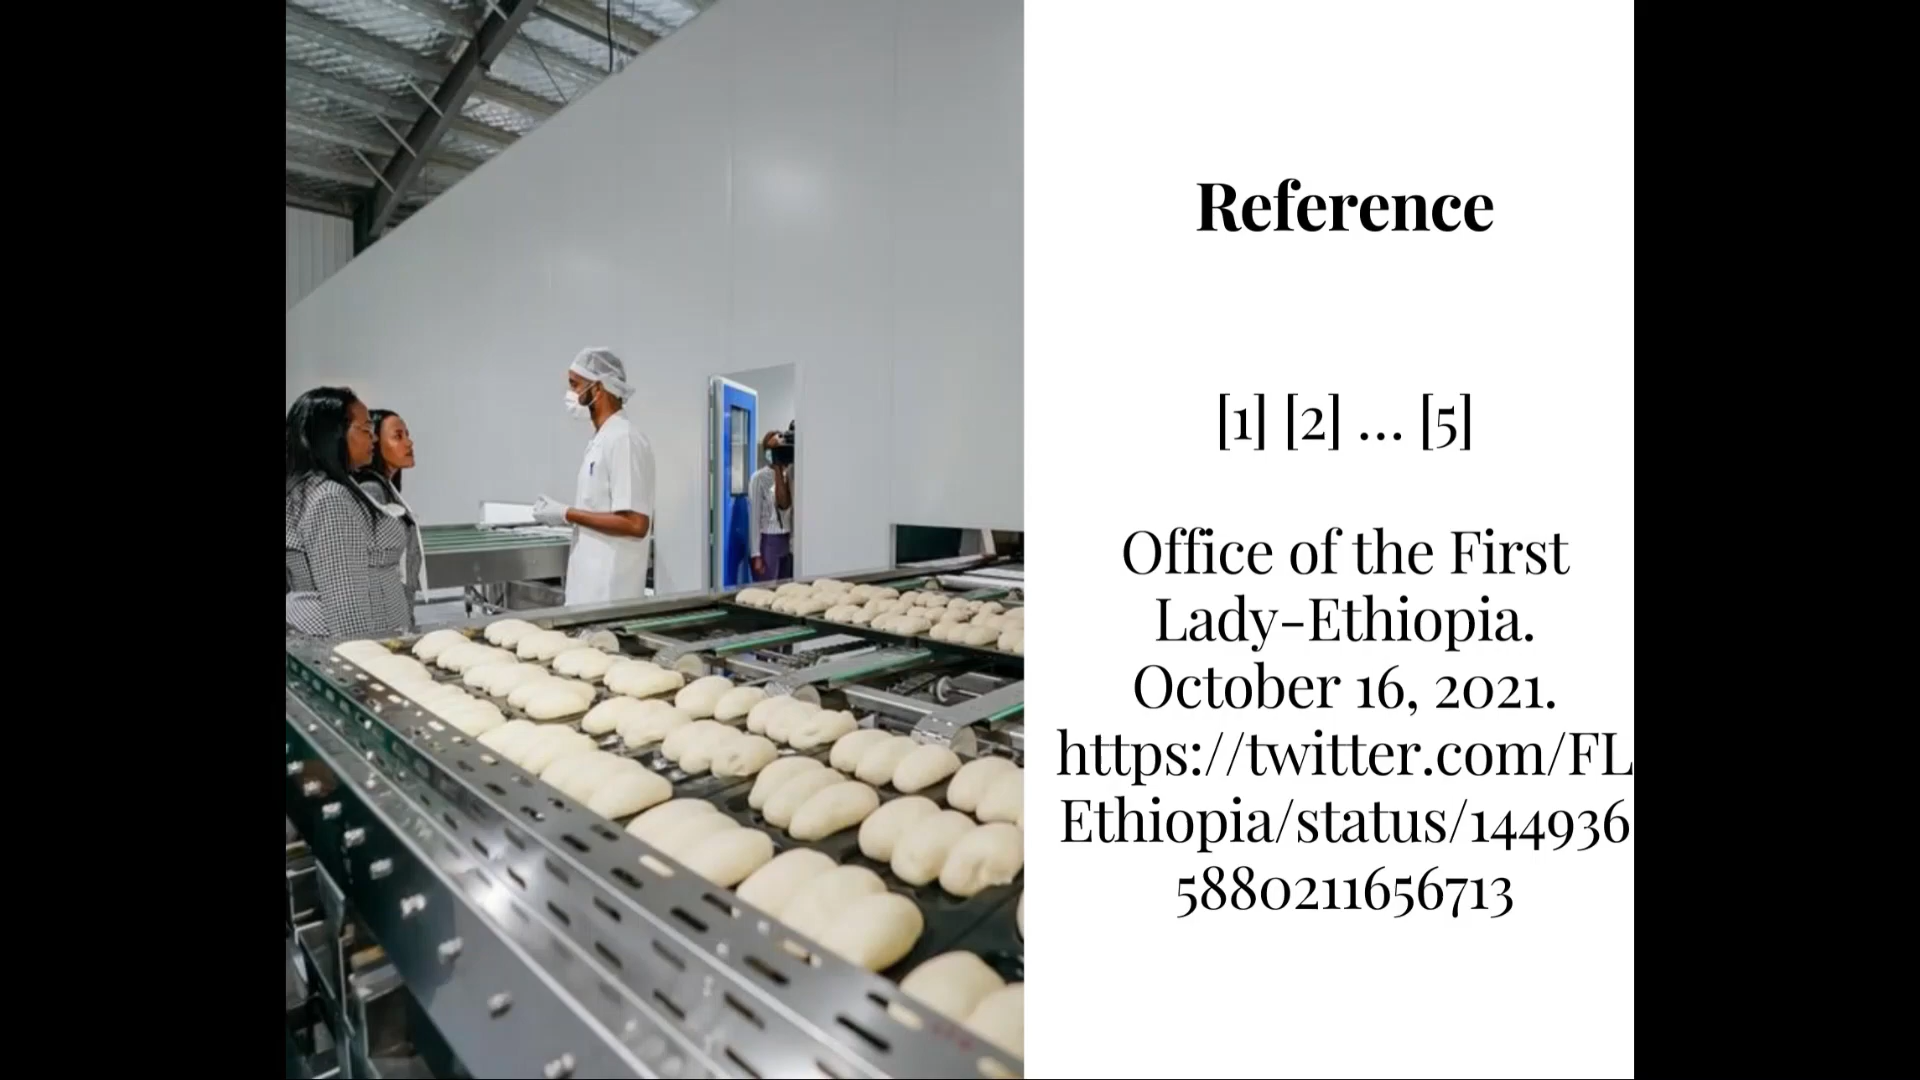 Reference
[1] [2] ... [5]
Office of the First
Lady-Ethiopia.
October 16, 2021.
https://twitter.com/FL
Ethiopia/status/144936
5880211656713